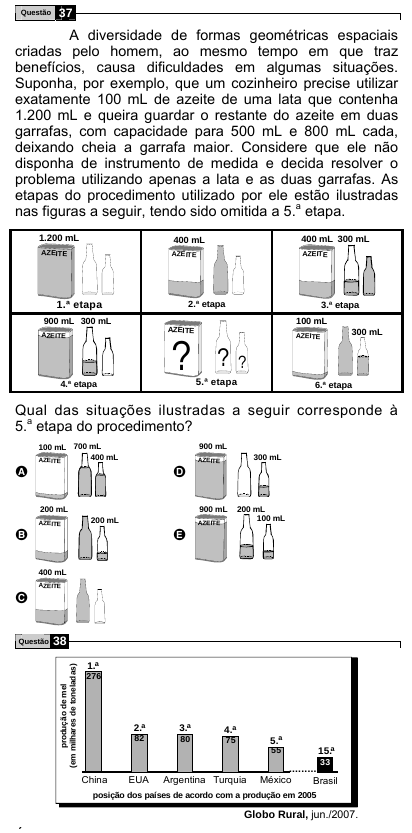 Questão 37
A diversidade de formas geométricas espaciais
criadas pelo homem, ao mesmo tempo em que traz
benefícios, causa dificuldades em algumas situações.
Suponha, por exemplo, que um cozinheiro precise utilizar
exatamente 100 mL de azeite de uma lata que contenha
1.200 mL e queira guardar o restante do azeite em duas
garrafas, com capacidade para 500 mL e 800 mL cada,
deixando cheia a garrafa maior. Considere que ele não
disponha de instrumento de medida e decida resolver o
problema utilizando apenas a lata e as duas garrafas. As
etapas do procedimento utilizado por ele estão ilustradas
nas figuras a seguir, tendo sido omitida a 5.ª etapa.
1.200 mL
AZEITE
1.ª etapa
400 mL
AZEITE
2.ª etapa
400 mL 300 mL
AZEITE
3.ª etapa
900 mL 300 mL
AZEITE
4.ª etapa
AZEITE
? ? ?
5.ª etapa
100 mL
300 mL
AZEITE
6.ª etapa
Qual das situações ilustradas a seguir corresponde à
5.ª etapa do procedimento?
A
100 mL 700 mL
400 mL
AZEITE
B
200 mL
200 mL
AZEITE
C
400 mL
AZEITE
D
900 mL
300 mL
AZEITE
E
900 mL 200 mL
100 mL
AZEITE
Questão 38
produção de mel
(em milhares de toneladas)
1.ª
276
2.ª
82
3.ª
80
4.ª
75
5.ª
55
15.ª
33
China EUA Argentina Turquia México Brasil
posição dos países de acordo com a produção em 2005
Globo Rural, jun./2007.